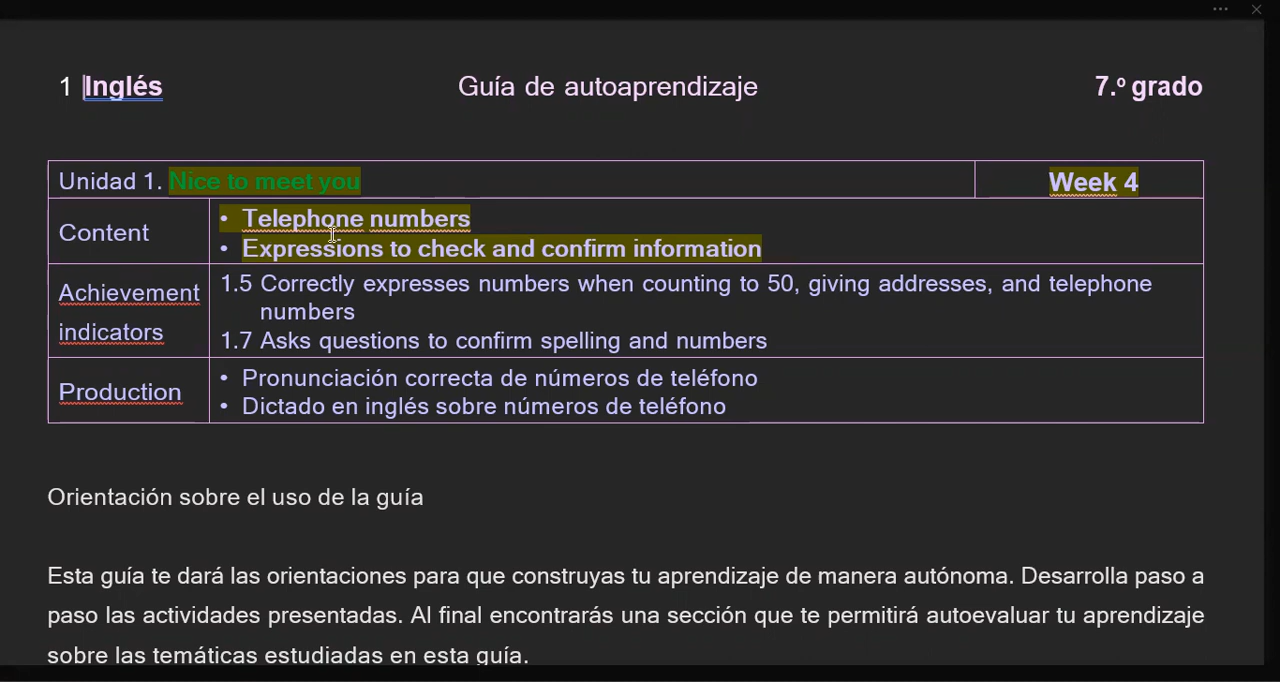 1 Inglés Guía de autoaprendizaje 7.º grado
Unidad 1. Nice to meet you Week 4
Content
• Telephone numbers
• Expressions to check and confirm information
Achievement indicators
1.5 Correctly expresses numbers when counting to 50, giving addresses, and telephone
numbers
1.7 Asks questions to confirm spelling and numbers
Production
• Pronunciación correcta de números de teléfono
• Dictado en inglés sobre números de teléfono
Orientación sobre el uso de la guía
Esta guía te dará las orientaciones para que construyas tu aprendizaje de manera autónoma. Desarrolla paso a
paso las actividades presentadas. Al final encontrarás una sección que te permitirá autoevaluar tu aprendizaje
sobre las temáticas estudiadas en esta guía.